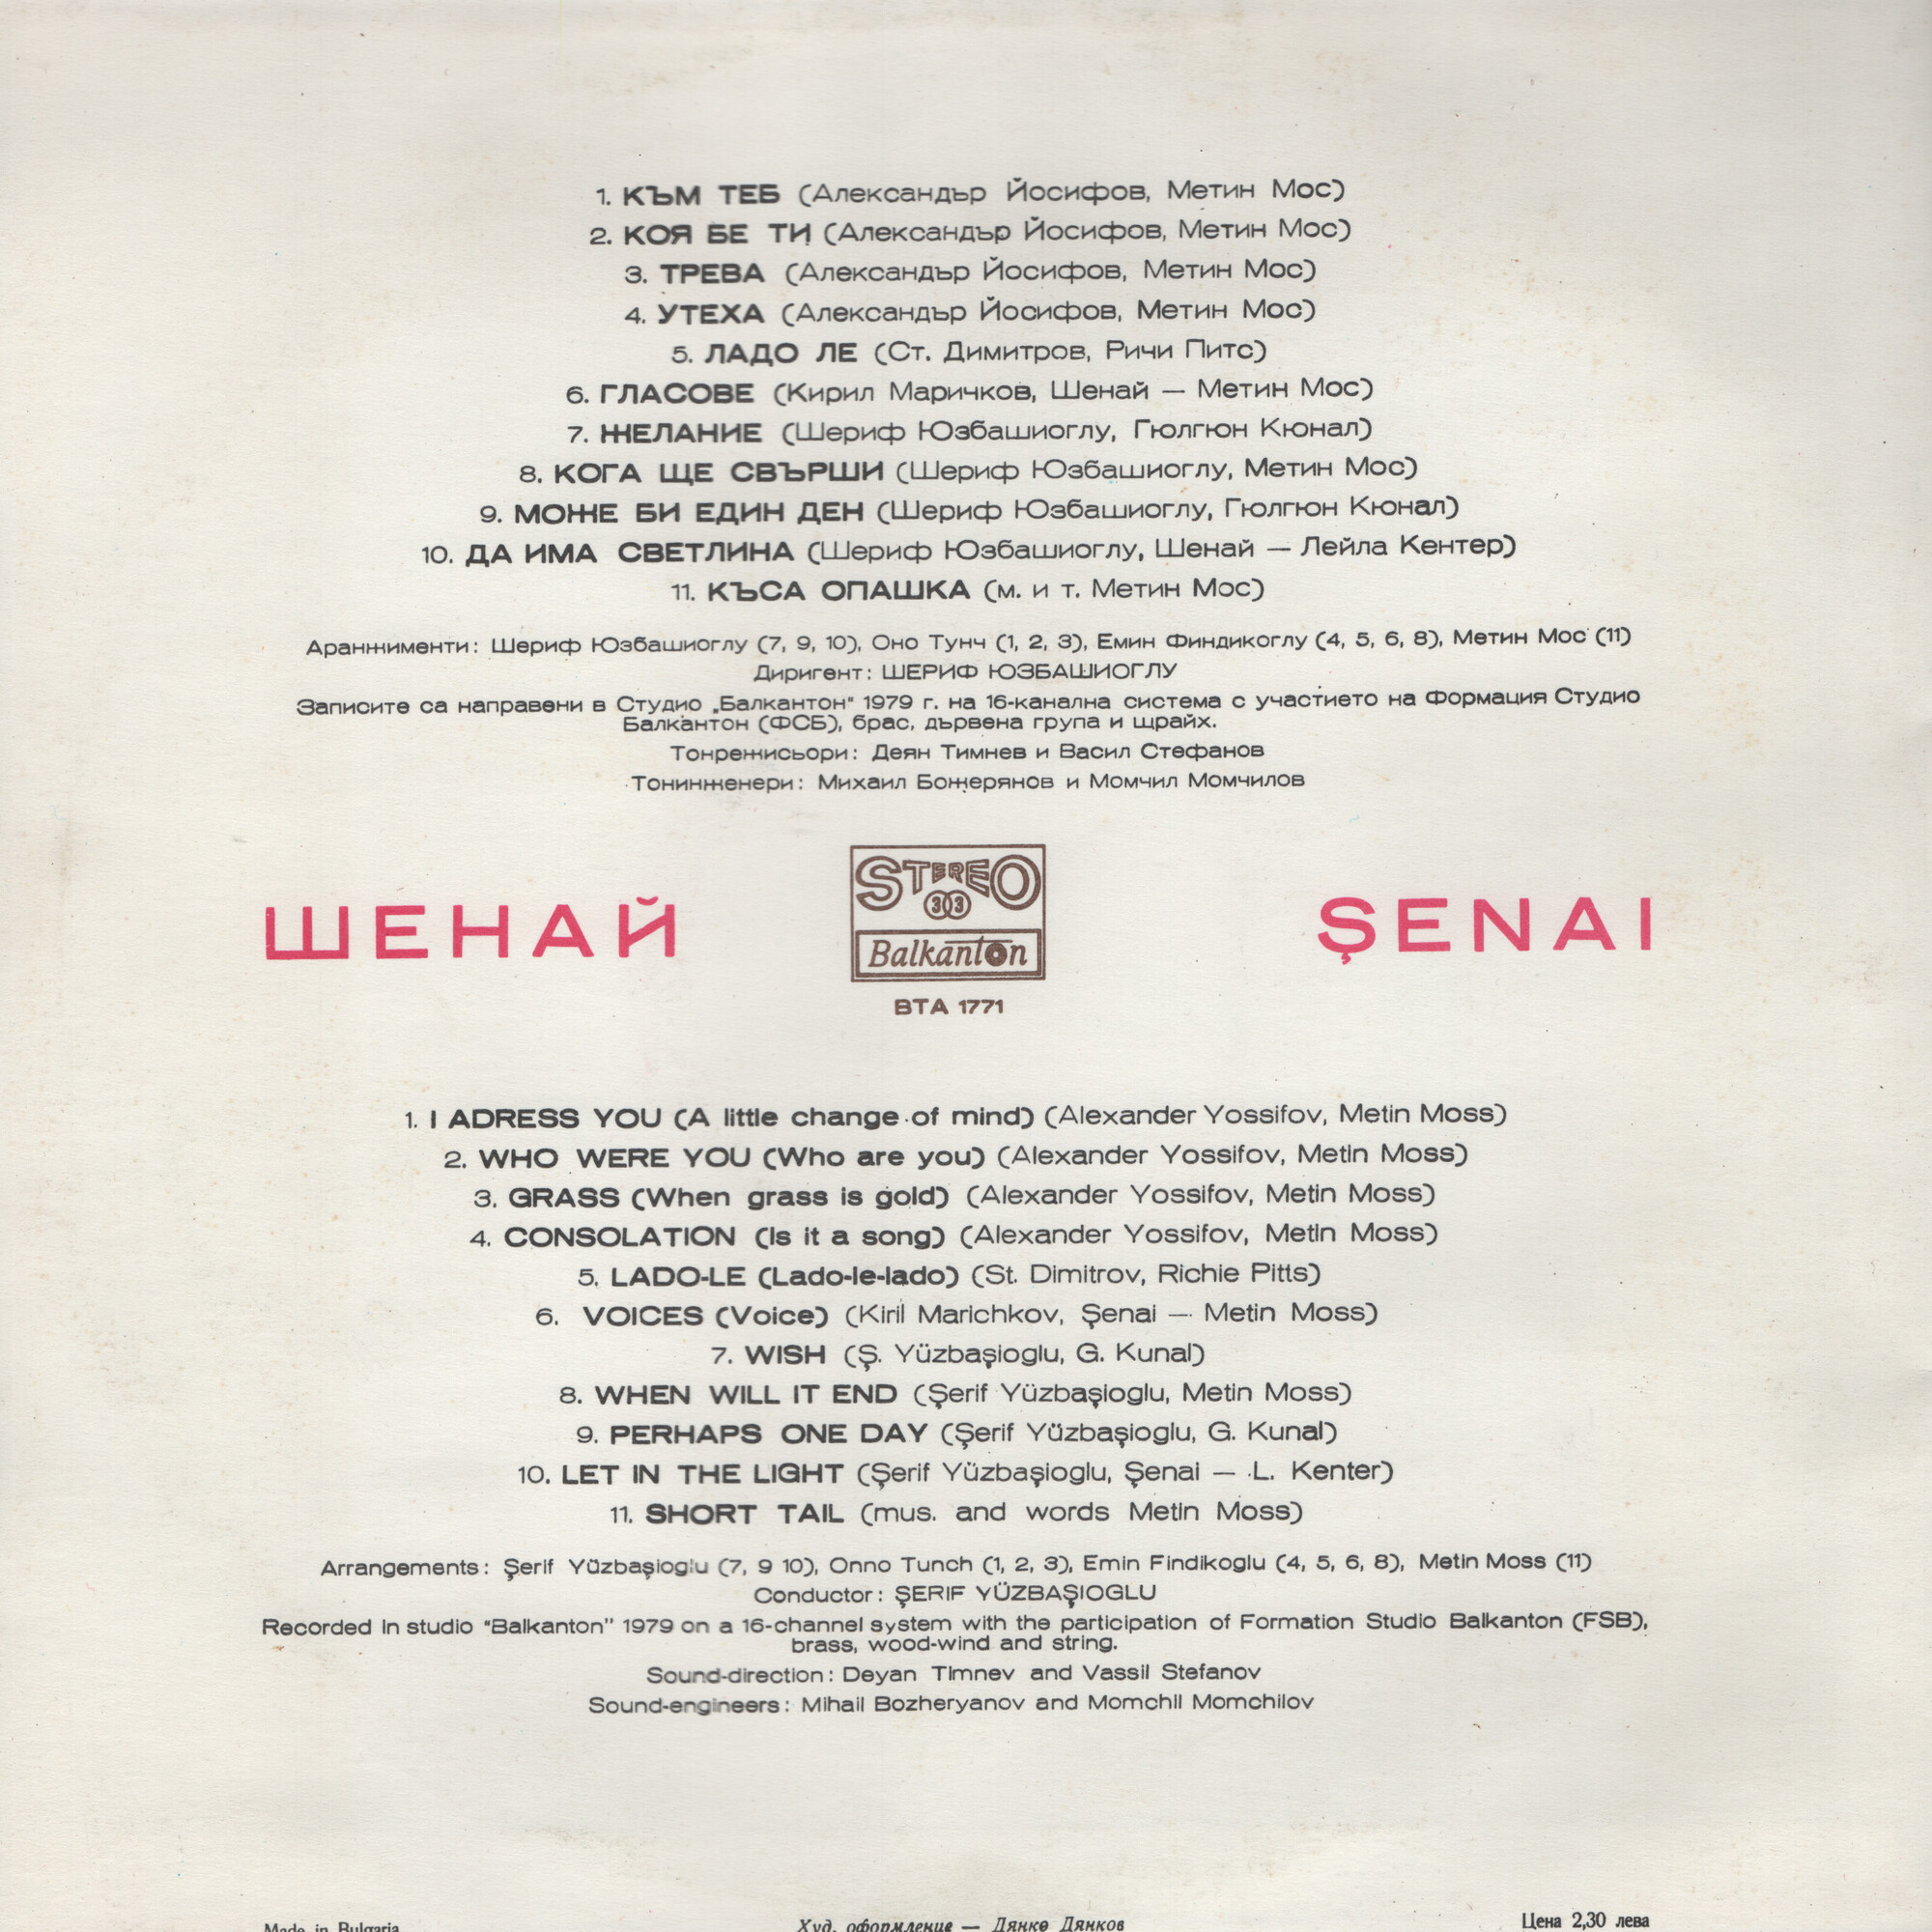 1. КЪМ ТЕБ (Александър Йосифов, Метин Мос)
2. КОЯ БЕ ТИ (Александър Йосифов, Метин Мос)
3. ТРЕВА (Александър Йосифов, Метин Мос)
4. УТЕХА (Александър Йосифов, Метин Мос)
5. ЛАДО ЛЕ (Ст. Димитров, Ричи Питс)
6. ГЛАСОВЕ (Кирил Маричков, Шенай — Метин Мос)
7. ЖЕЛАНИЕ (Шериф Юзбашиоглу, Гюлгюн Кюнал)
8. КОГА ЩЕ СВЪРШИ (Шериф Юзбашиоглу, Метин Мос)
9. МОЖЕ БИ ЕДИН ДЕН (Шериф Юзбашиоглу, Гюлгюн Кюнал)
10. ДА ИМА СВЕТЛИНА (Шериф Юзбашиоглу, Шенай — Лейла Кентер)
11. КЪСА ОПАШКА (м. и т. Метин Мос)
Аранжименти: Шериф Юзбашиоглу (7, 9, 10), Оно Тунч (1, 2, 3), Емин Финдикоглу (4, 5, 6, 8), Метин Мос (11)
Диригент: ШЕРИФ ЮЗБАШИОГЛУ
Записите са направени в Студио „Балкантон" 1979 г. на 16-канална система с участието на Формация Студио
Балкантон (ФСБ), брас, дървена група и щрайх.
Тонрежисьори: Деян Тимнев и Васил Стефанов
Тонинженери: Михаил Божерянов и Момчил Момчилов
STEREO
33
ШЕНАЙ
Balkanton
ŞENAI
ВТА 1771
1. I ADRESS YOU (A little change of mind) (Alexander Yossifov, Metin Moss)
2. WHO WERE YOU (Who are you) (Alexander Yossifov, Metin Moss)
3. GRASS (When grass is gold) (Alexander Yossifov, Metin Moss)
4. CONSOLATION (Is it a song) (Alexander Yossifov, Metin Moss)
5. LADO-LE (Lado-le-lado) (St. Dimitrov, Richie Pitts)
6. VOICES (Voice) (Kiril Marichkov, Şenai — Metin Moss)
7. WISH (Ş. Yüzbaşioglu, G. Kunal)
8. WHEN WILL IT END (Şerif Yüzbaşioglu, Metin Moss)
9. PERHAPS ONE DAY (Şerif Yüzbaşioglu, G. Kunal)
10. LET IN THE LIGHT (Şerif Yüzbaşioglu, Şenai — L. Kenter)
11. SHORT TAIL (mus. and words Metin Moss)
Arrangements: Şerif Yüzbaşioglu (7, 9 10), Onno Tunch (1, 2, 3), Emin Findikoglu (4, 5, 6, 8), Metin Moss (11)
Conductor: ŞERIF YÜZBAŞIOGLU
Recorded in studio "Balkanton" 1979 on a 16-channel system with the participation of Formation Studio Balkanton (FSB),
brass, wood-wind and string.
Sound-direction: Deyan Timnev and Vassil Stefanov
Sound-engineers: Mihail Bozheryanov and Momchil Momchilov
Made in Bulgaria
Худ. оформление — Дянко Дянков
Цена 2,30 лева